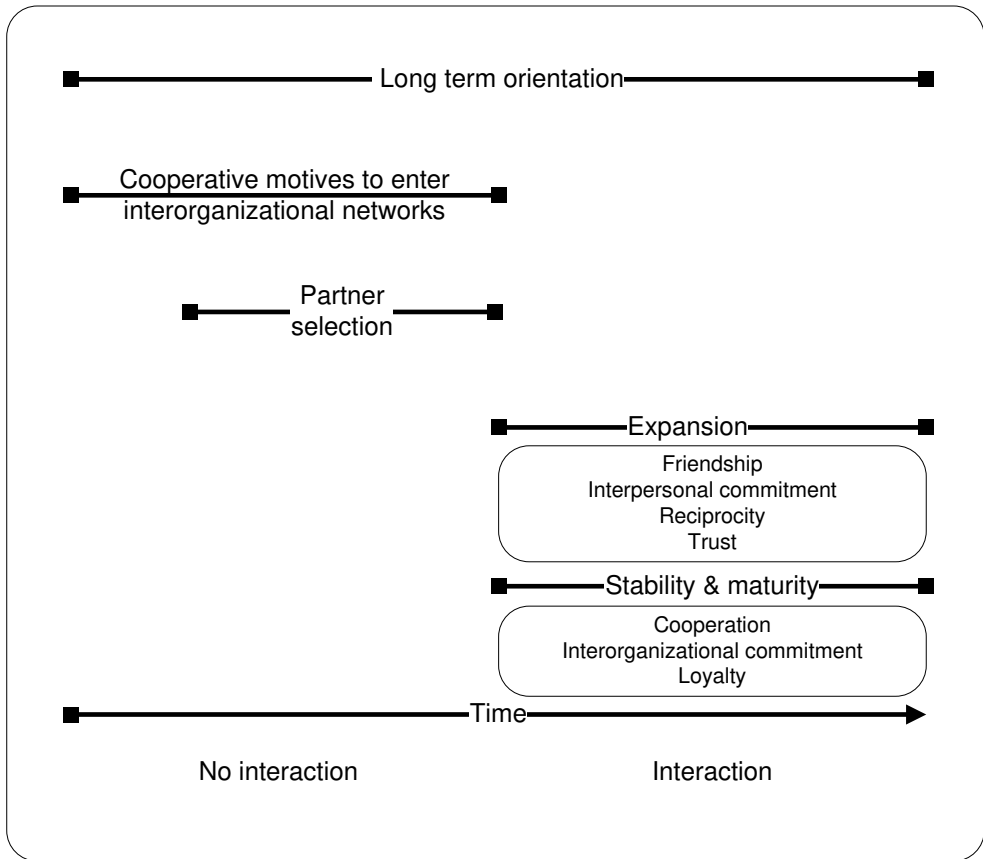 Long term orientation
Cooperative motives to enter
interorganizational networks
Partner
selection
Expansion
Friendship
Interpersonal commitment
Reciprocity
Trust
Stability & maturity
Cooperation
Interorganizational commitment
Loyalty
Time
No interaction
Interaction